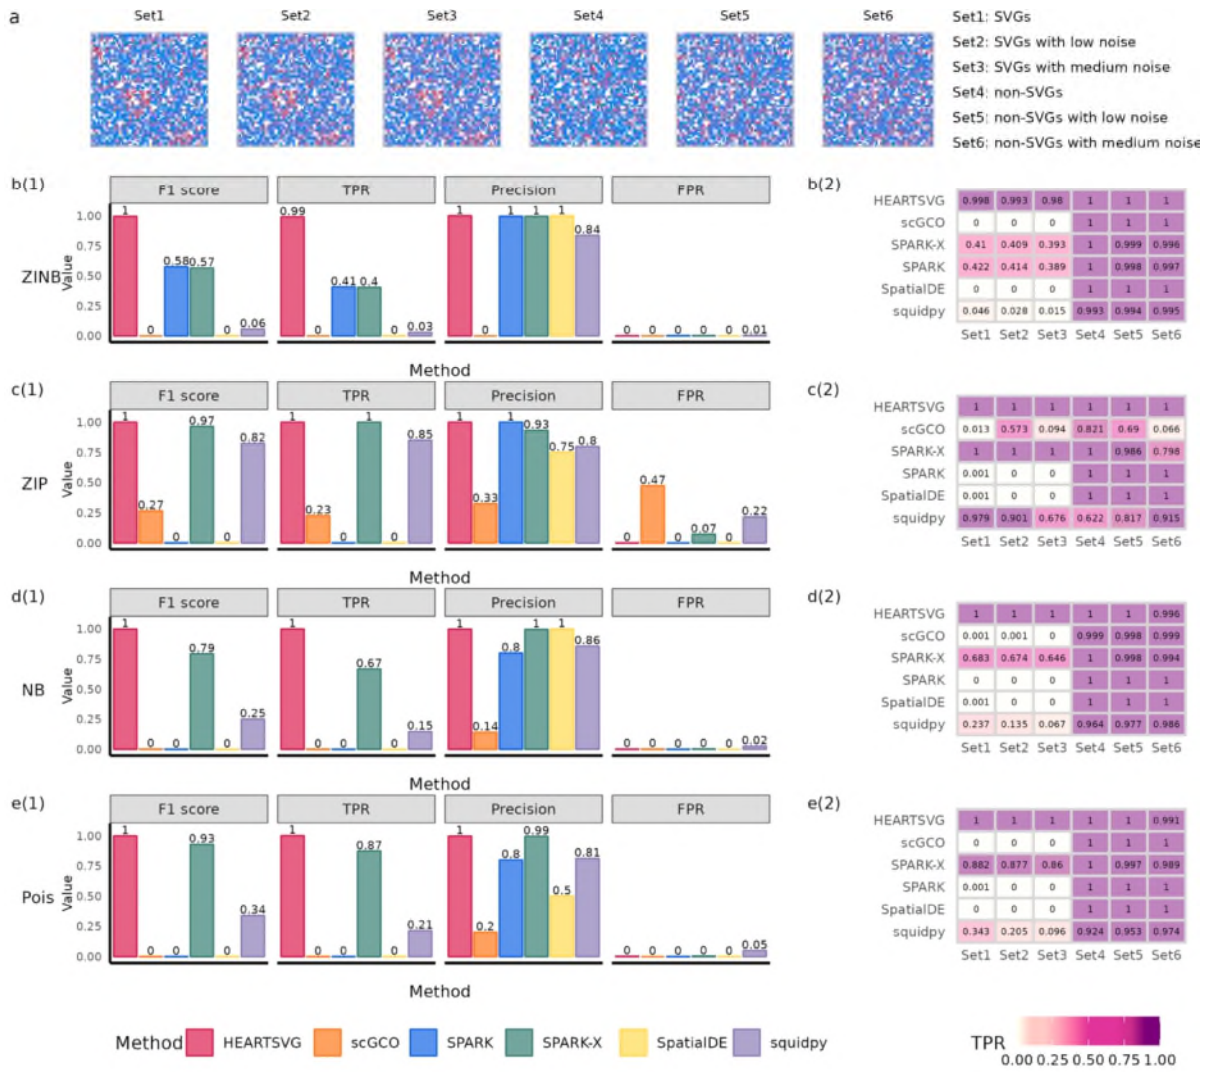 a
Set1 Set2 Set3 Set4 Set5 Set6
Set1: SVGs
Set2: SVGs with low noise
Set3: SVGs with medium noise
Set4: non-SVGs
Set5: non-SVGs with low noise
Set6: non-SVGs with medium noise
b(1)
F1 score TPR Precision FPR
ZINB
Value
1.00
0.75
0.50
0.25
0.00
1 0 0.58 0.57 0 0.06
0.99 0 0.41 0.4 0 0.03
1 0 1 1 1 0.84
0 0 0 0 0 0.01
Method
b(2)
HEARTSVG 0.998 0.993 0.98 1 1 1
scGCO 0 0 0 1 1 1
SPARK-X 0.41 0.409 0.393 1 0.999 0.996
SPARK 0.422 0.414 0.389 1 0.998 0.997
SpatialDE 0 0 0 1 1 1
squidpy 0.046 0.028 0.015 0.993 0.994 0.995
Set1 Set2 Set3 Set4 Set5 Set6
c(1)
F1 score TPR Precision FPR
ZIP
Value
1.00
0.75
0.50
0.25
0.00
1 0.27 0 0.97 0 0.82
1 0.23 0 1 0 0.85
1 0.33 1 0.93 0.75 0.8
0 0.47 0 0.07 0 0.22
Method
c(2)
HEARTSVG 1 1 1 1 1 1
scGCO 0.013 0.573 0.094 0.821 0.69 0.066
SPARK-X 1 1 1 1 0.986 0.798
SPARK 0.001 0 0 1 1 1
SpatialDE 0.001 0 0 1 1 1
squidpy 0.979 0.901 0.676 0.622 0.817 0.915
Set1 Set2 Set3 Set4 Set5 Set6
d(1)
F1 score TPR Precision FPR
NB
Value
1.00
0.75
0.50
0.25
0.00
1 0 0 0.79 0 0.25
1 0 0 0.67 0 0.15
1 0.14 0.8 1 1 0.86
0 0 0 0 0 0.02
Method
d(2)
HEARTSVG 1 1 1 1 1 0.996
scGCO 0.001 0.001 0 0.999 0.998 0.999
SPARK-X 0.683 0.674 0.646 1 0.998 0.994
SPARK 0 0 0 1 1 1
SpatialDE 0.001 0 0 1 1 1
squidpy 0.237 0.135 0.067 0.964 0.977 0.986
Set1 Set2 Set3 Set4 Set5 Set6
e(1)
F1 score TPR Precision FPR
Pois
Value
1.00
0.75
0.50
0.25
0.00
1 0 0 0.93 0 0.34
1 0 0 0.87 0 0.21
1 0.2 0.8 0.99 0.5 0.81
0 0 0 0 0 0.05
Method
e(2)
HEARTSVG 1 1 1 1 1 0.991
scGCO 0 0 0 1 1 1
SPARK-X 0.882 0.877 0.86 1 0.997 0.989
SPARK 0.001 0 0 1 1 1
SpatialDE 0 0 0 1 1 1
squidpy 0.343 0.205 0.096 0.924 0.953 0.974
Set1 Set2 Set3 Set4 Set5 Set6
Method HEARTSVG scGCO SPARK SPARK-X SpatialDE squidpy
TPR
0.00 0.25 0.50 0.75 1.00